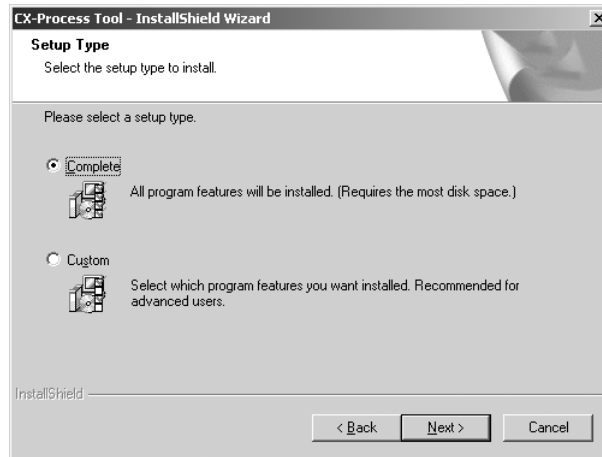 CX-Process Tool - InstallShield Wizard
Setup Type
Select the setup type to install.
Please select a setup type.
Complete
All program features will be installed. (Requires the most disk space.)
Custom
Select which program features you want installed. Recommended for
advanced users.
InstallShield
< Back
Next >
Cancel